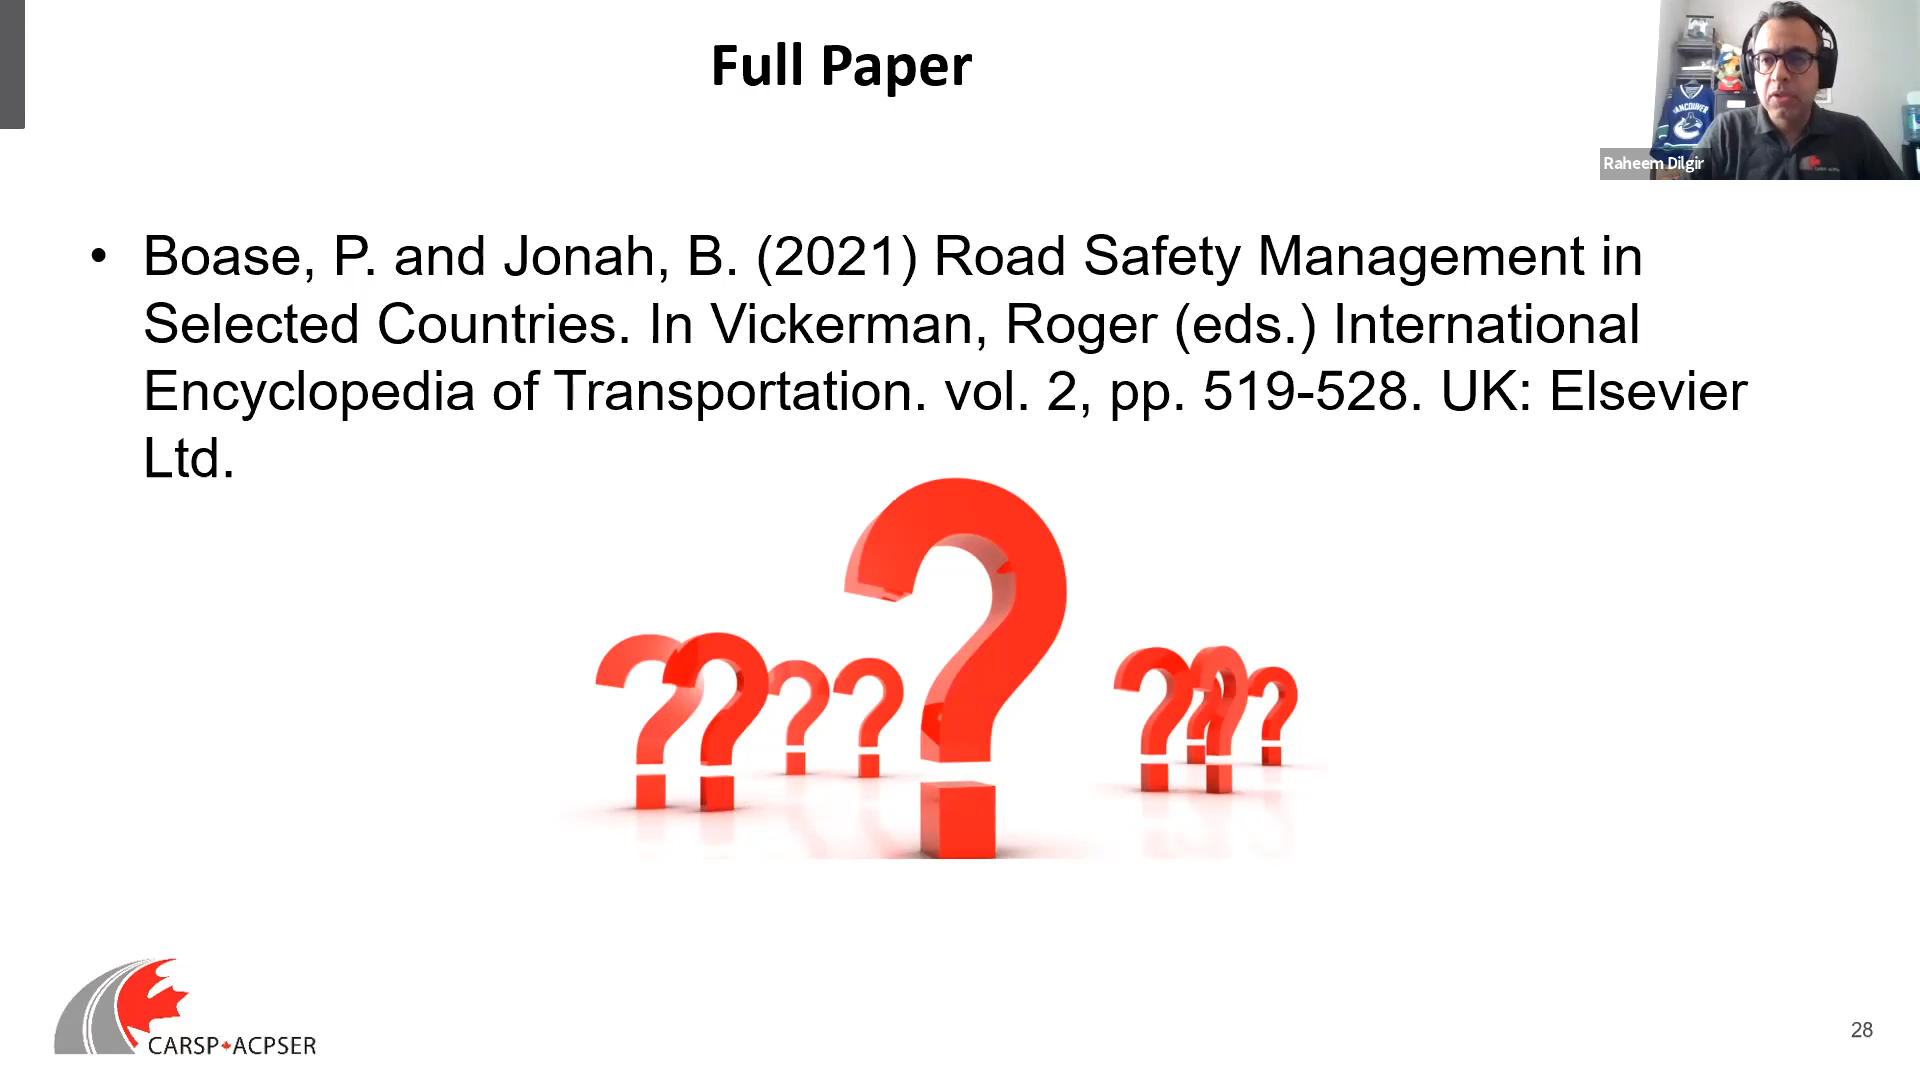 Full Paper
VANCOUVER
Raheem Dilgir
• Boase, P. and Jonah, B. (2021) Road Safety Management in
Selected Countries. In Vickerman, Roger (eds.) International
Encyclopedia of Transportation. vol. 2, pp. 519-528. UK: Elsevier
Ltd.
? ? ? ? ? ? ? ? ?
CARSP ACPSER
28